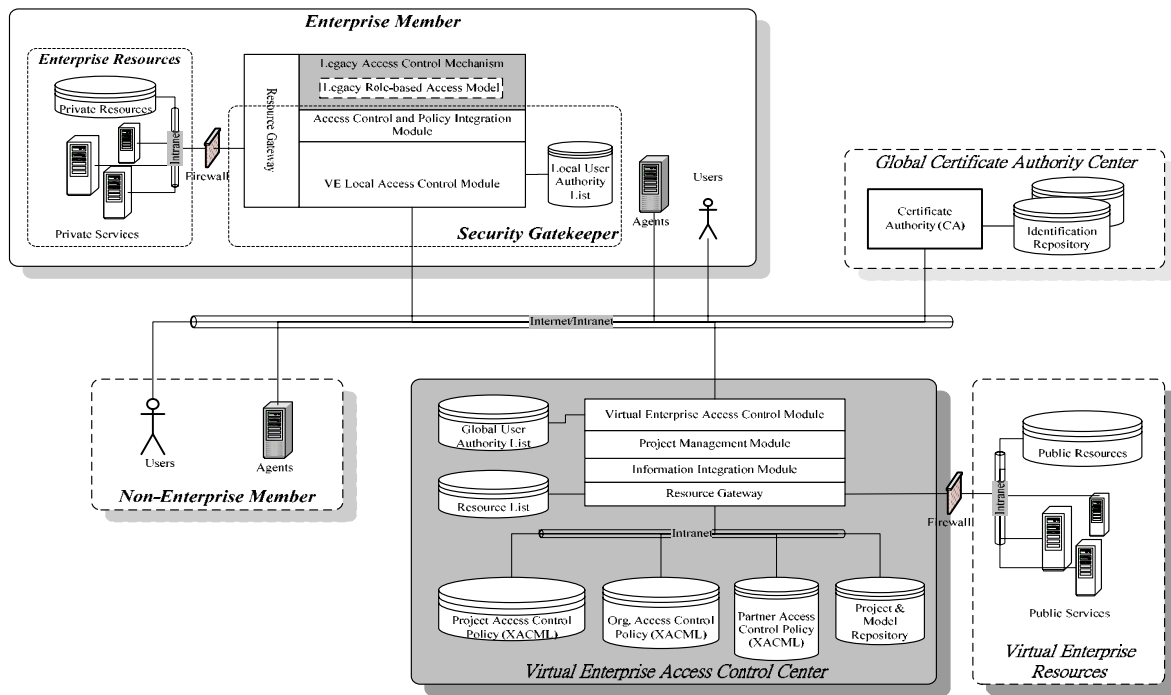 Enterprise Member
Enterprise Resources
Private Resources
Intranet
Private Services
Firewall
Resource Gateway
Legacy Access Control Mechanism
Legacy Role-based Access Model
Access Control and Policy Integration
Module
VE Local Access Control Module
Local User
Authority
List
Security Gatekeeper
Agents
Users
Global Certificate Authority Center
Certificate
Authority (CA)
Identification
Repository
Internet/Intranet
Users
Agents
Non-Enterprise Member
Global User
Authority List
Resource List
Virtual Enterprise Access Control Module
Project Management Module
Information Integration Module
Resource Gateway
Intranet
Project Access Control
Policy (XACML)
Org. Access Control
Policy (XACML)
Partner Access
Control Policy
(XACML)
Project &
Model
Repository
Virtual Enterprise Access Control Center
Firewall
Intranet
Public Resources
Public Services
Virtual Enterprise
Resources